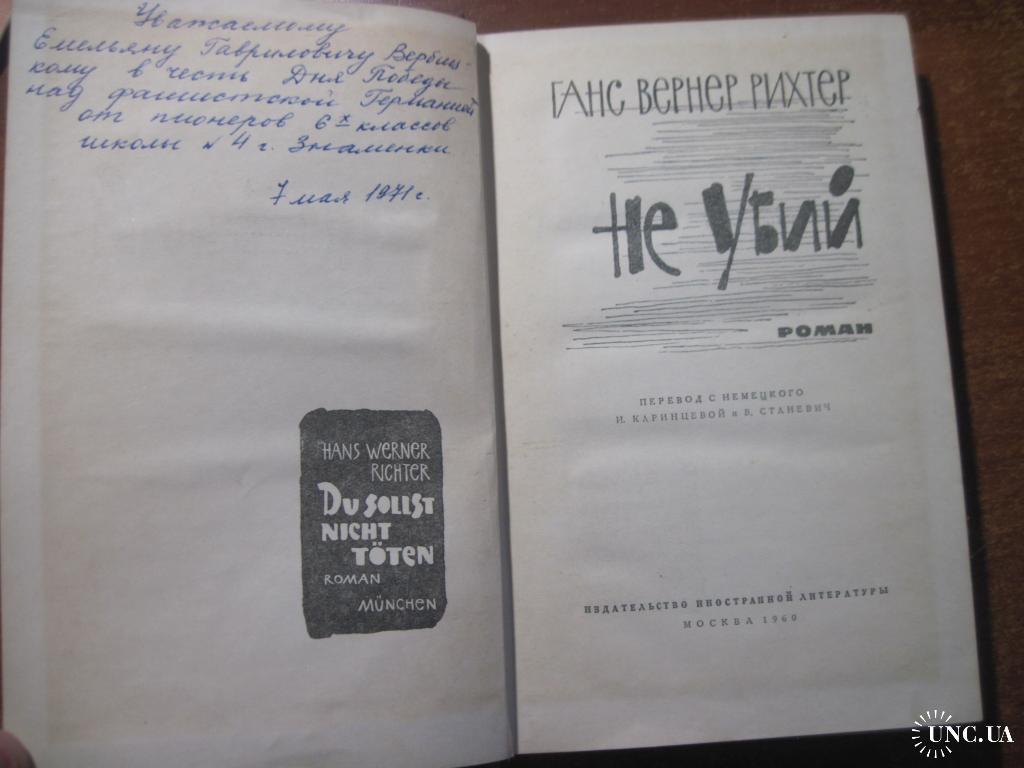 Уважаемому
Емельяну Гавриловичу Вербиц-
кому в честь Дня Победы
над фашистской Германией
от пионеров 6х классов
школы №4 г. Знаменки
7 мая 1971 г.
HANS WERNER
RICHTER
DU SOLLST
NICHT
TÖTEN
ROMAN
MÜNCHEN
ГАНС ВЕРНЕР РИХТЕР
НЕ УБИЙ
РОМАН
ПЕРЕВОД С НЕМЕЦКОГО
И. КАРИНЦЕВОЙ и В. СТАНЕВИЧ
ИЗДАТЕЛЬСТВО ИНОСТРАННОЙ ЛИТЕРАТУРЫ
МОСКВА 1960
UNC.UA